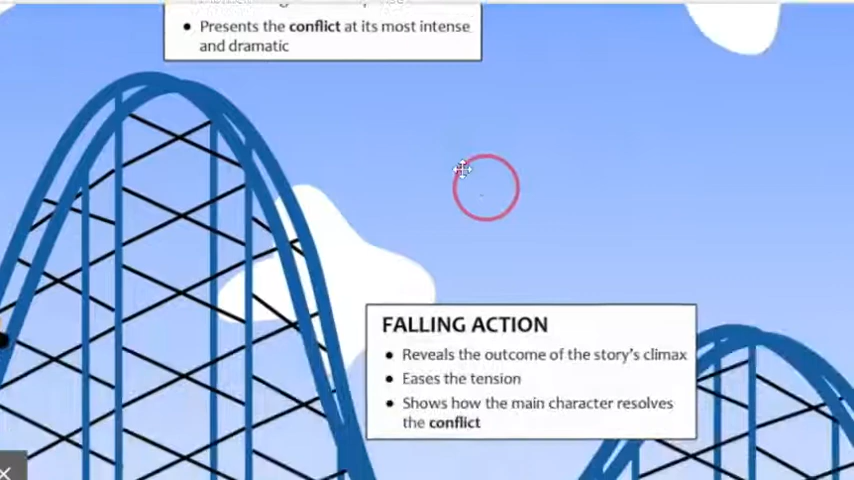 ● Presents the conflict at its most intense
and dramatic
FALLING ACTION
● Reveals the outcome of the story's climax
● Eases the tension
● Shows how the main character resolves
the conflict